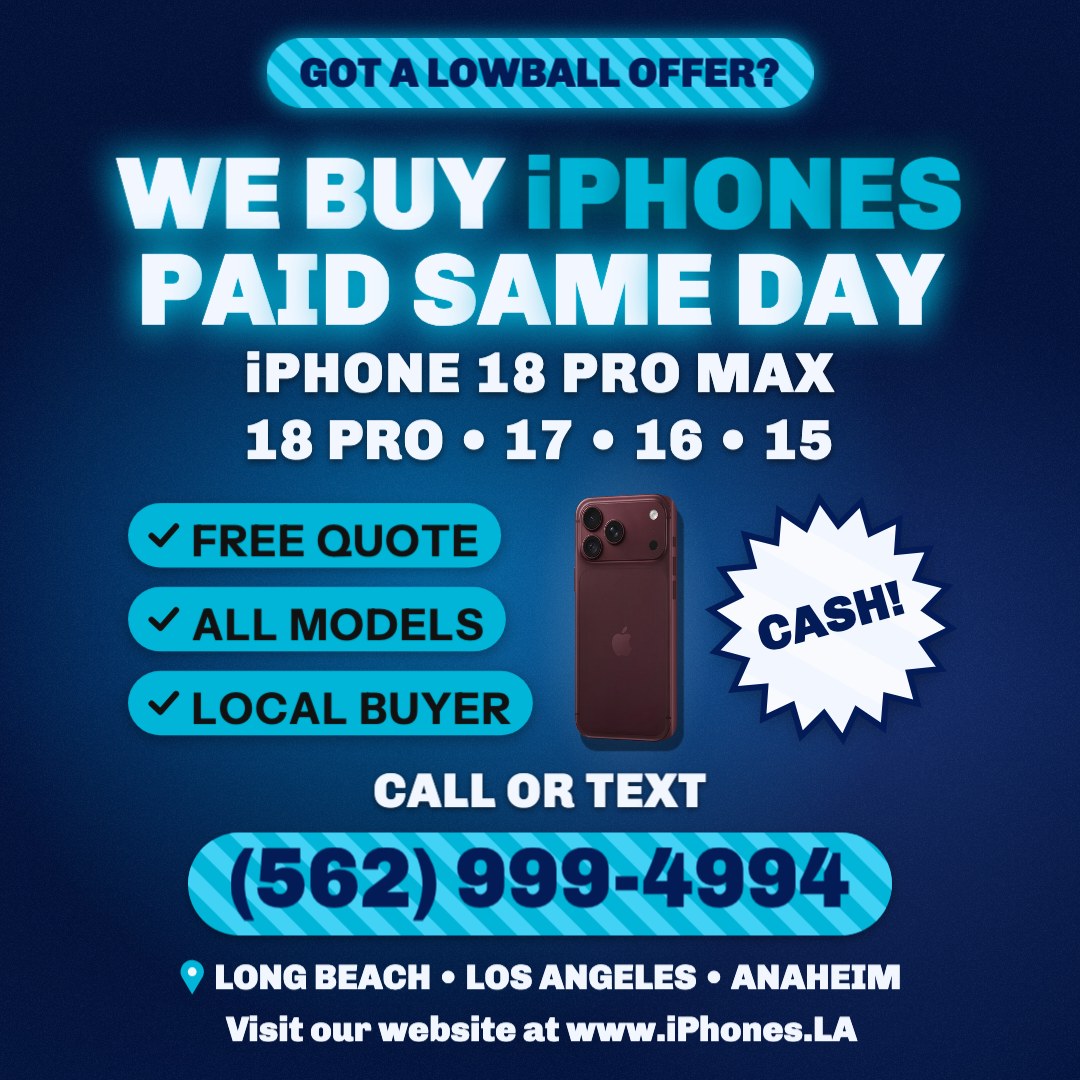 GOT A LOWBALL OFFER?
WE BUY iPHONES
PAID SAME DAY
iPHONE 18 PRO MAX
18 PRO • 17 • 16 • 15
✓ FREE QUOTE
✓ ALL MODELS
✓ LOCAL BUYER
CASH!
CALL OR TEXT
(562) 999-4994
LONG BEACH • LOS ANGELES • ANAHEIM
Visit our website at www.iPhones.LA